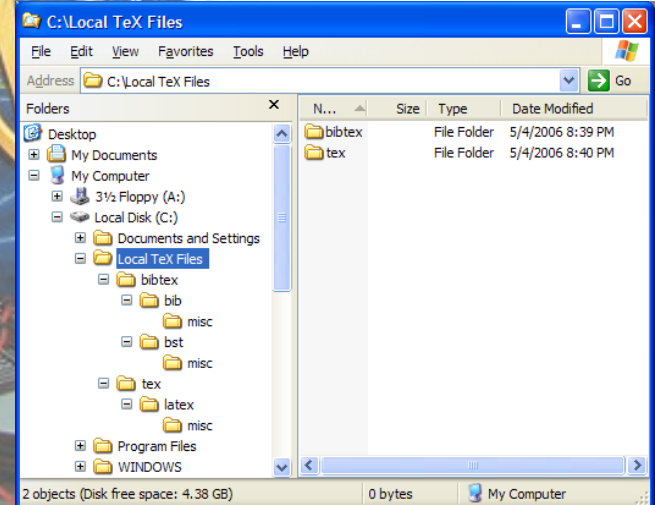 C:\Local TeX Files
File Edit View Favorites Tools Help
Address C:\Local TeX Files Go
Folders
Desktop
My Documents
My Computer
3½ Floppy (A:)
Local Disk (C:)
Documents and Settings
Local TeX Files
bibtex
bib
misc
bst
misc
tex
latex
misc
Program Files
WINDOWS
N... Size Type Date Modified
bibtex File Folder 5/4/2006 8:39 PM
tex File Folder 5/4/2006 8:40 PM
2 objects (Disk free space: 4.38 GB) 0 bytes My Computer